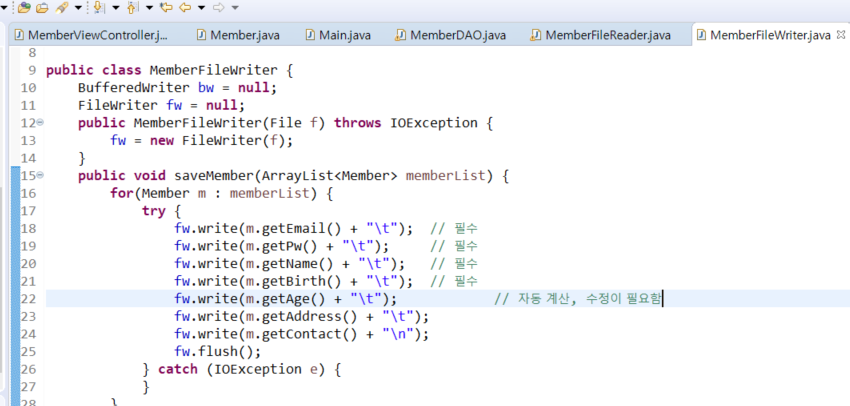 MemberViewController.j...
Member.java
Main.java
MemberDAO.java
MemberFileReader.java
MemberFileWriter.java
8
9 public class MemberFileWriter {
10 BufferedWriter bw = null;
11 FileWriter fw = null;
12 public MemberFileWriter(File f) throws IOException {
13 fw = new FileWriter(f);
14 }
15 public void saveMember(ArrayList<Member> memberList) {
16 for(Member m : memberList) {
17 try {
18 fw.write(m.getEmail() + "\t"); // 필수
19 fw.write(m.getPw() + "\t"); // 필수
20 fw.write(m.getName() + "\t"); // 필수
21 fw.write(m.getBirth() + "\t"); // 필수
22 fw.write(m.getAge() + "\t"); // 자동 계산, 수정이 필요함
23 fw.write(m.getAddress() + "\t");
24 fw.write(m.getContact() + "\n");
25 fw.flush();
26 } catch (IOException e) {
27 }
28 }